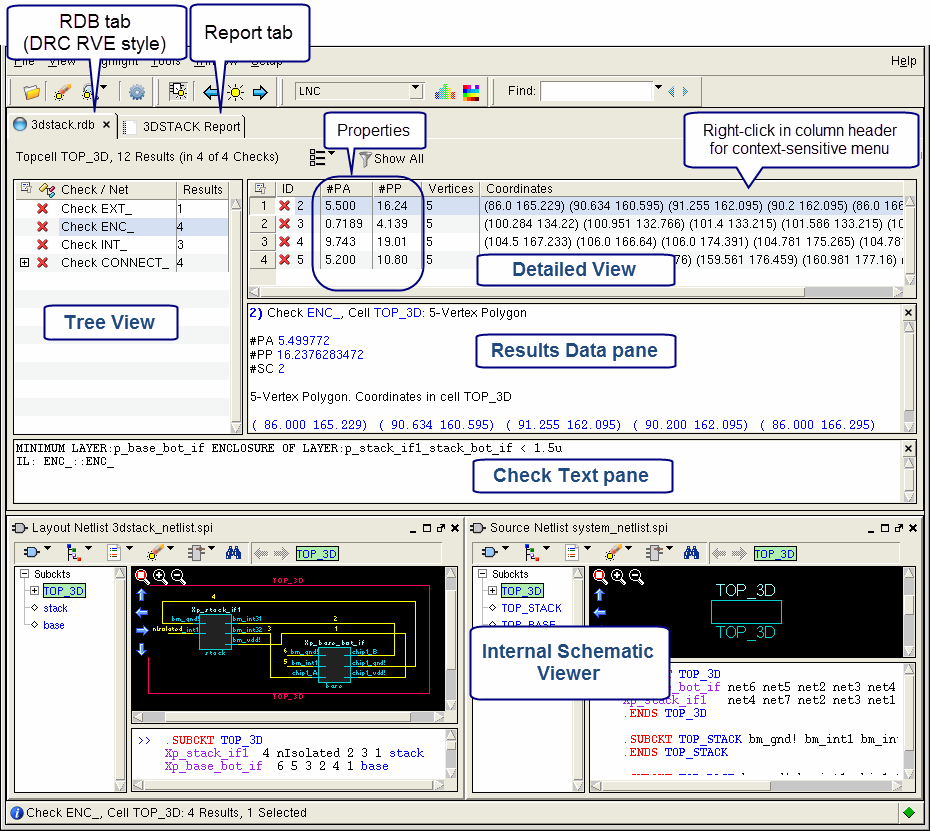 RDB tab
(DRC RVE style)
Report tab
File View Highlight Tools Window Setup Help
LNC Find:
3dstack.rdb × 3DSTACK Report
Properties
Right-click in column header
for context-sensitive menu
Topcell TOP_3D, 12 Results (in 4 of 4 Checks) Show All
Check / Net Results
Check EXT_ 1
Check ENC_ 4
Check INT_ 3
Check CONNECT_ 4
Tree View
ID #PA #PP Vertices Coordinates
1 2 5.500 16.24 5 (86.0 165.229) (90.634 160.595) (91.255 162.095) (90.2 162.095) (86.0 166
2 3 0.7189 4.139 5 (100.284 134.22) (100.951 132.766) (101.4 133.215) (101.586 133.215) (
3 4 9.743 19.01 5 (104.5 167.233) (106.0 166.64) (106.0 174.391) (104.781 175.265) (104.781
4 5 5.200 10.80 5 76) (159.561 176.459) (160.981 177.16) (
Detailed View
2) Check ENC_, Cell TOP_3D: 5-Vertex Polygon
#PA 5.499772
#PP 16.2376283472
#SC 2
Results Data pane
5-Vertex Polygon. Coordinates in cell TOP_3D
( 86.000 165.229) ( 90.634 160.595) ( 91.255 162.095) ( 90.200 162.095) ( 86.000 166.295)
MINIMUM LAYER:p_base_bot_if ENCLOSURE OF LAYER:p_stack_if1_stack_bot_if < 1.5u
IL: ENC_::ENC_
Check Text pane
Layout Netlist 3dstack_netlist.spi
TOP_3D
Subckts
TOP_3D
stack
base
TOP_3D
4
Xp_stack_if1
bm_gnd! bm_int31
nIsolated bm_int32
bm_vdd!
stack
2
1
3
Xp_base_bot_if
6 bm_gnd! chip1_B
5 bm_int1 chip1_gnd!
chip1_A chip1_vdd!
base
TOP_3D
>> .SUBCKT TOP_3D
Xp_stack_if1 4 nIsolated 2 3 1 stack
Xp_base_bot_if 6 5 3 2 4 1 base
Source Netlist system_netlist.spi
TOP_3D
Subckts
TOP_3D
TOP_STACK
TOP_BASE
TOP_3D
TOP_3D
Internal Schematic
Viewer
TOP_3D
bot_if net6 net5 net2 net3 net4
Xp_stack_if1 net4 net7 net2 net3 net1
.ENDS TOP_3D
.SUBCKT TOP_STACK bm_gnd! bm_int1 bm_in
.ENDS TOP_STACK
Check ENC_, Cell TOP_3D: 4 Results, 1 Selected